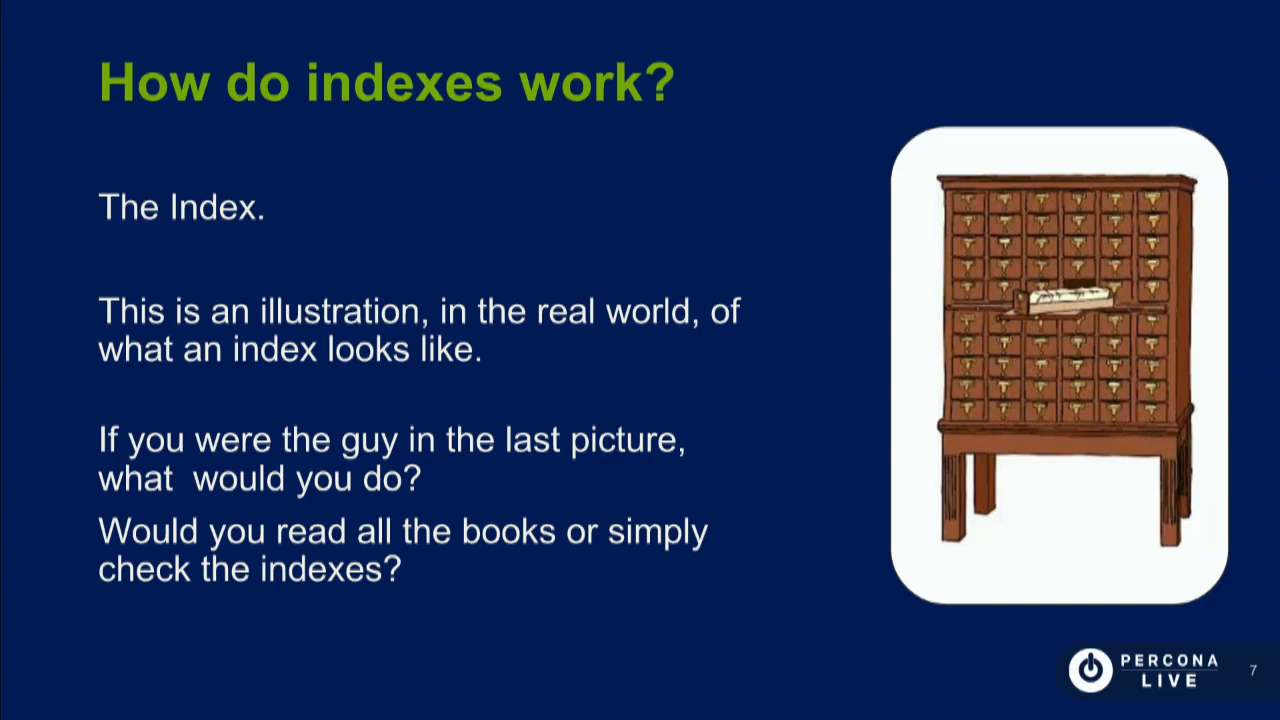 How do indexes work?
The Index.
This is an illustration, in the real world, of
what an index looks like.
If you were the guy in the last picture,
what  would you do?
Would you read all the books or simply
check the indexes?
PERCONA
LIVE
7